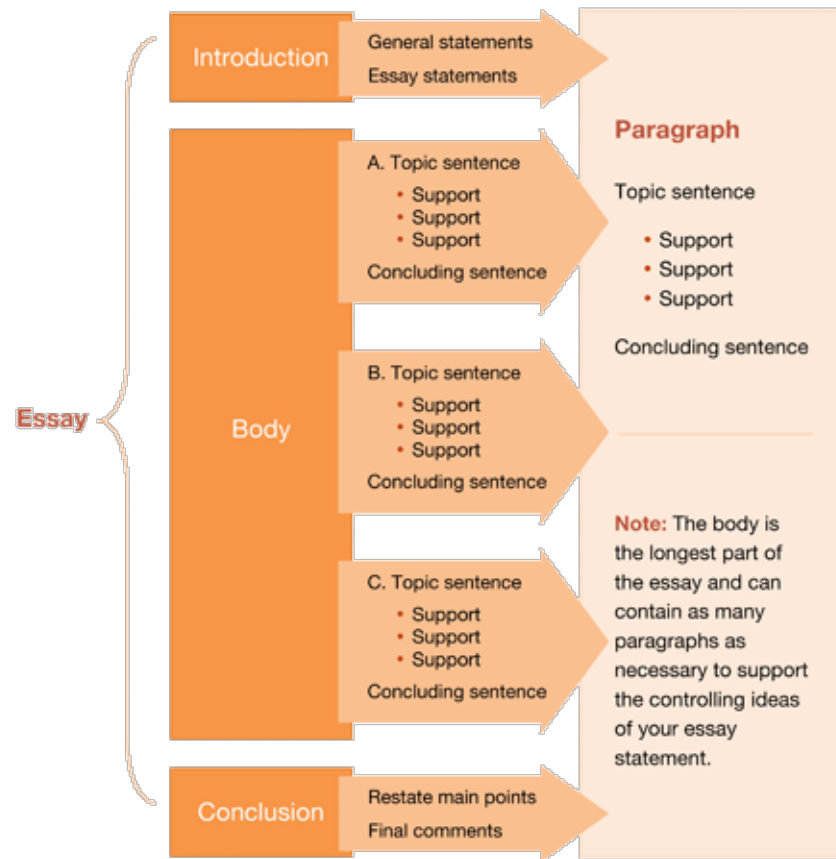 Essay
Introduction
General statements
Essay statements
Body
A. Topic sentence
• Support
• Support
• Support
Concluding sentence
B. Topic sentence
• Support
• Support
• Support
Concluding sentence
C. Topic sentence
• Support
• Support
• Support
Concluding sentence
Conclusion
Restate main points
Final comments
Paragraph
Topic sentence
• Support
• Support
• Support
Concluding sentence
Note: The body is
the longest part of
the essay and can
contain as many
paragraphs as
necessary to support
the controlling ideas
of your essay
statement.